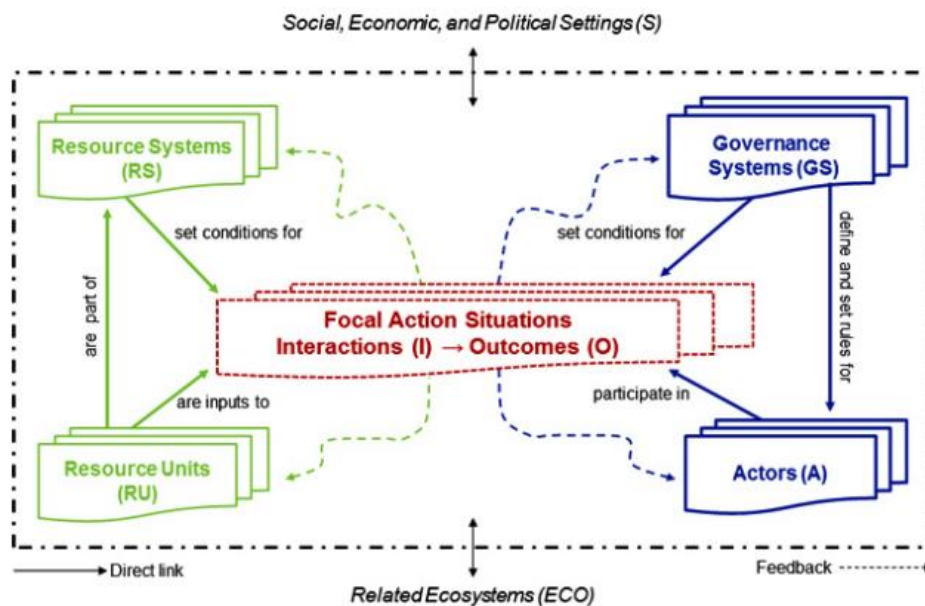 Social, Economic, and Political Settings (S)
Resource Systems
(RS)
Governance
Systems (GS)
set conditions for
set conditions for
are part of
define and set rules for
Focal Action Situations
Interactions (I) → Outcomes (O)
are inputs to
participate in
Resource Units
(RU)
Actors (A)
Direct link
Feedback
Related Ecosystems (ECO)